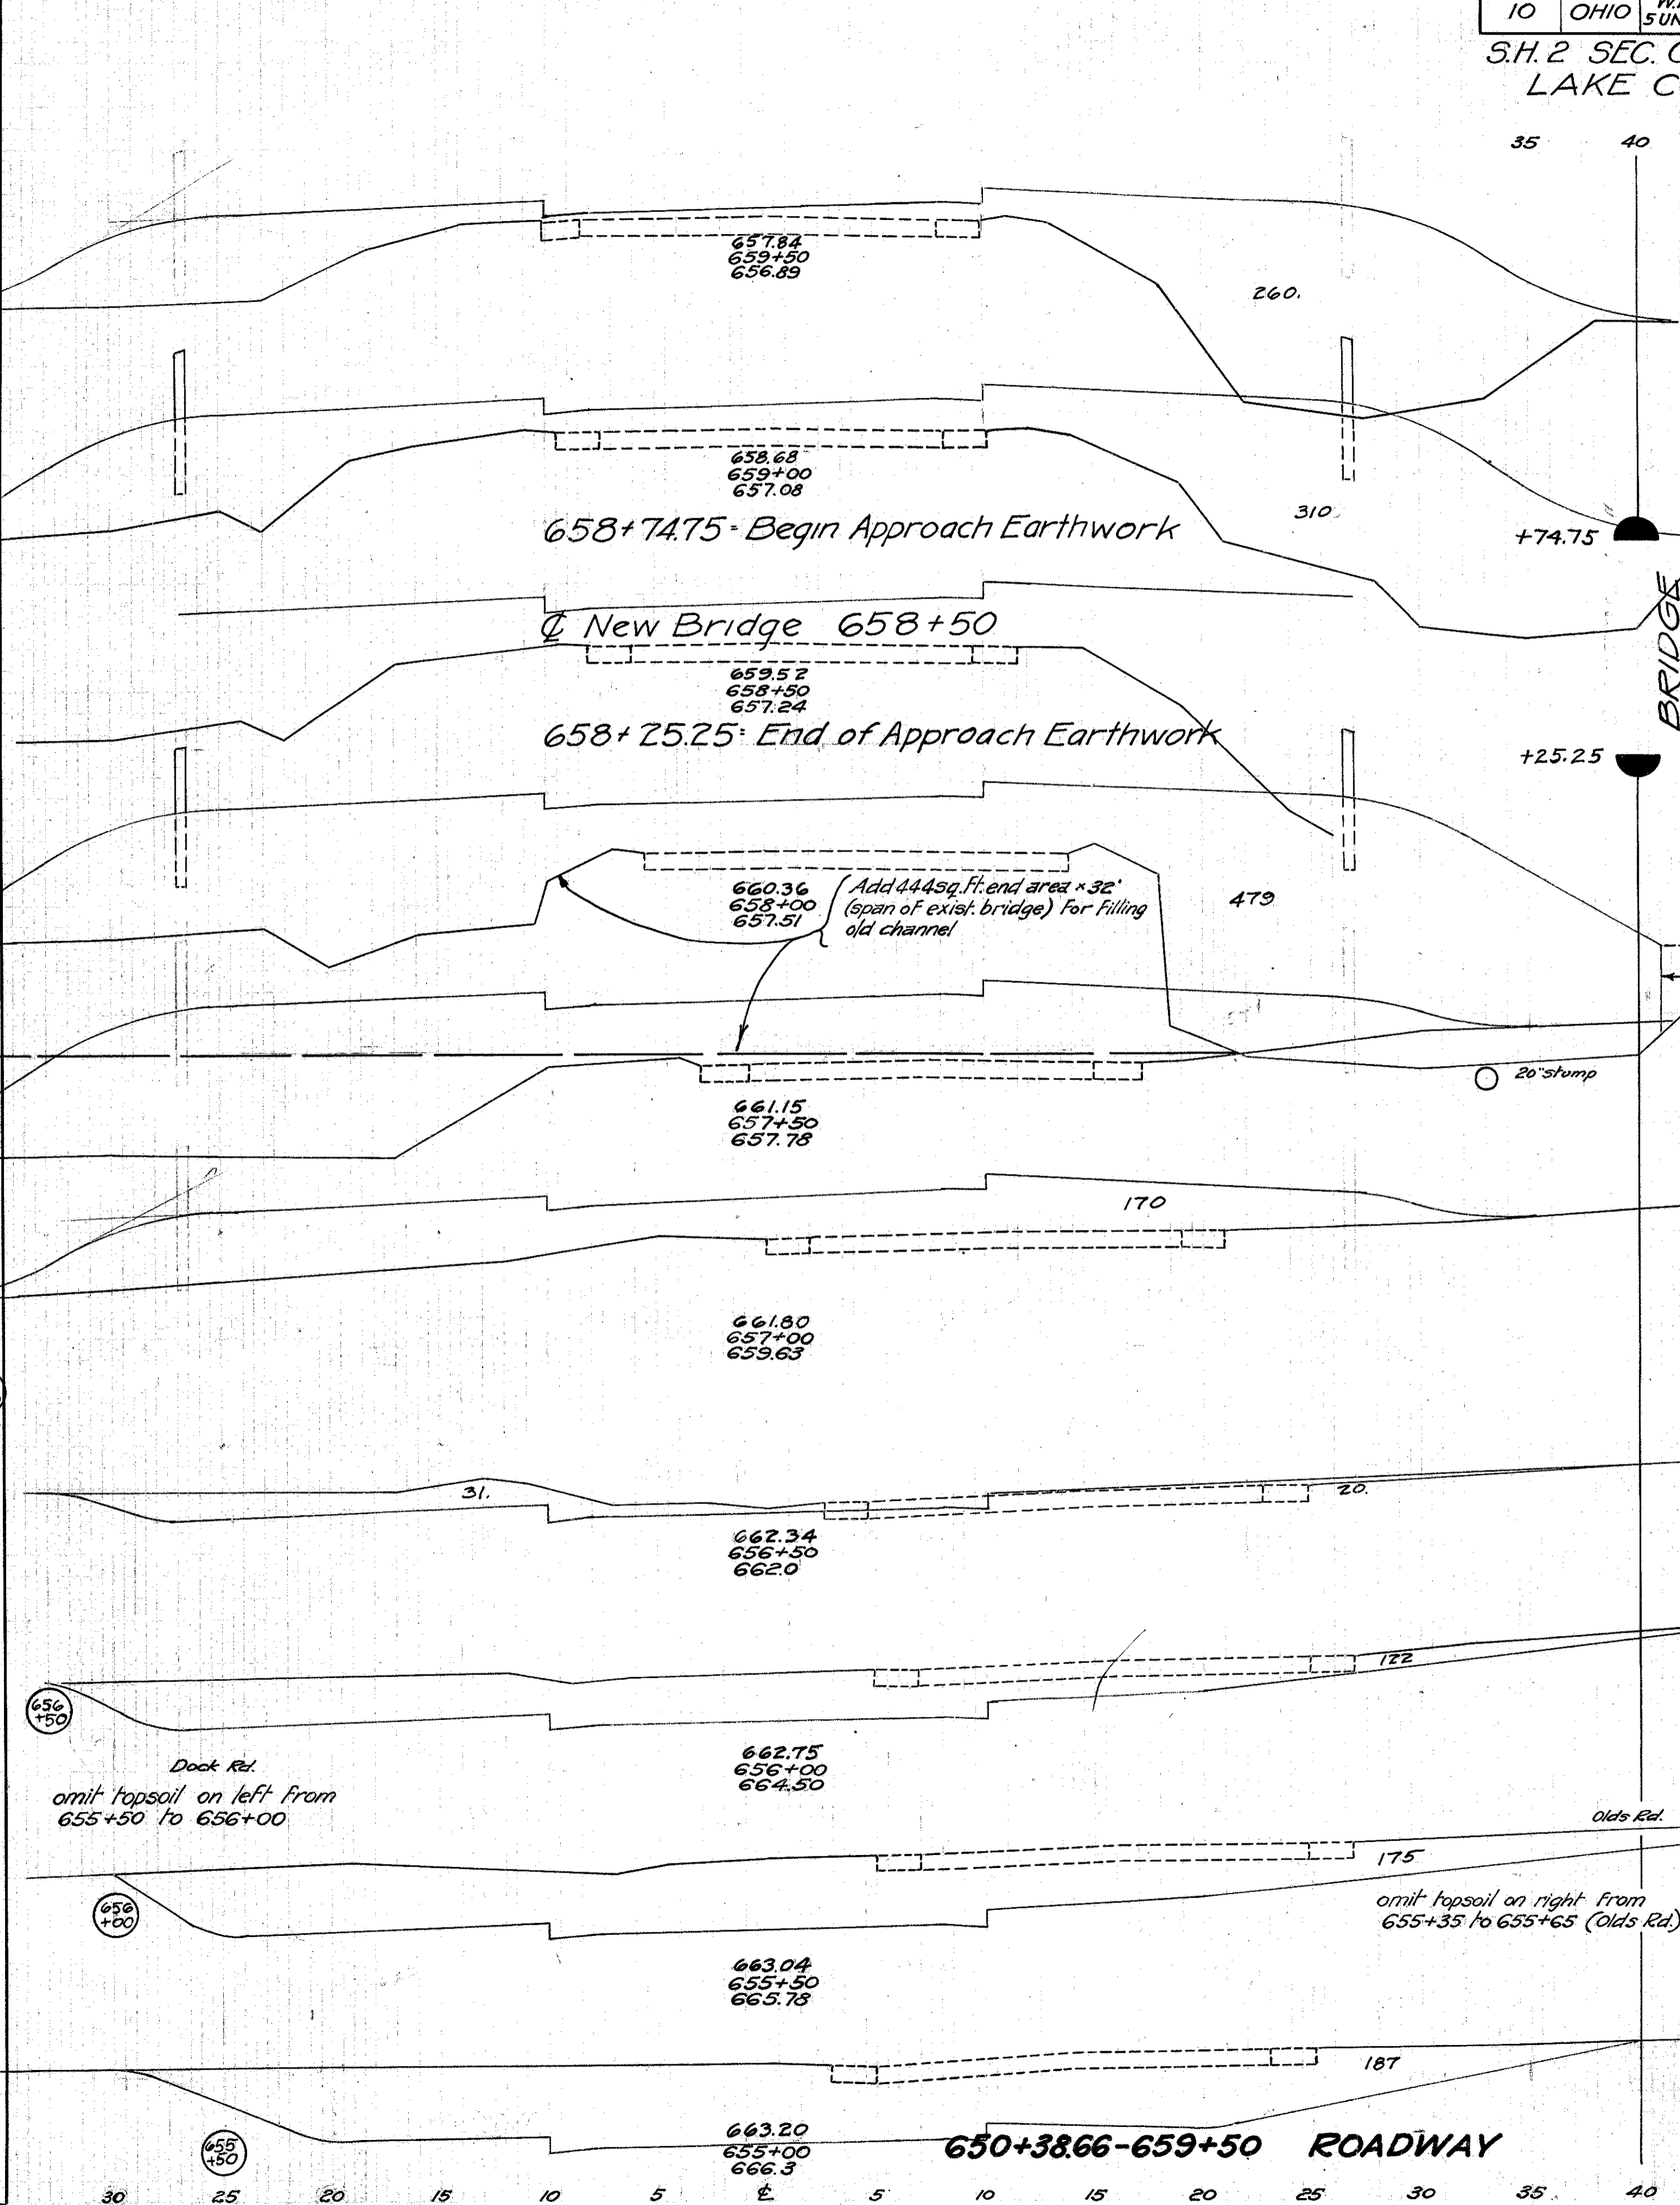 10 OHIO
S.H. 2 SEC.
LAKE
35 40
657.84
659+50
656.89
260.
658.68
659+00
657.08
310
658+74.75 = Begin Approach Earthwork
+74.75
BRIDGE
₵ New Bridge 658+50
659.52
658+50
657.24
658+25.25 = End of Approach Earthwork
+25.25
660.36
658+00
657.51
Add 444 sq. Ft. end area × 32'
(span of exist. bridge) For Filling
old channel
479
20" stump
661.15
657+50
657.78
170
661.80
657+00
659.63
31.
20.
662.34
656+50
662.0
122
656
+50
Dock Rd.
omit topsoil on left From
655+50 to 656+00
662.75
656+00
664.50
Olds Rd.
175
656
+00
omit topsoil on right From
655+35 to 655+65 (Olds Rd.)
663.04
655+50
665.78
187
655
+50
663.20
655+00
666.3
650+38.66-659+50 ROADWAY
30 25 20 15 10 5 ₵ 5 10 15 20 25 30 35 40